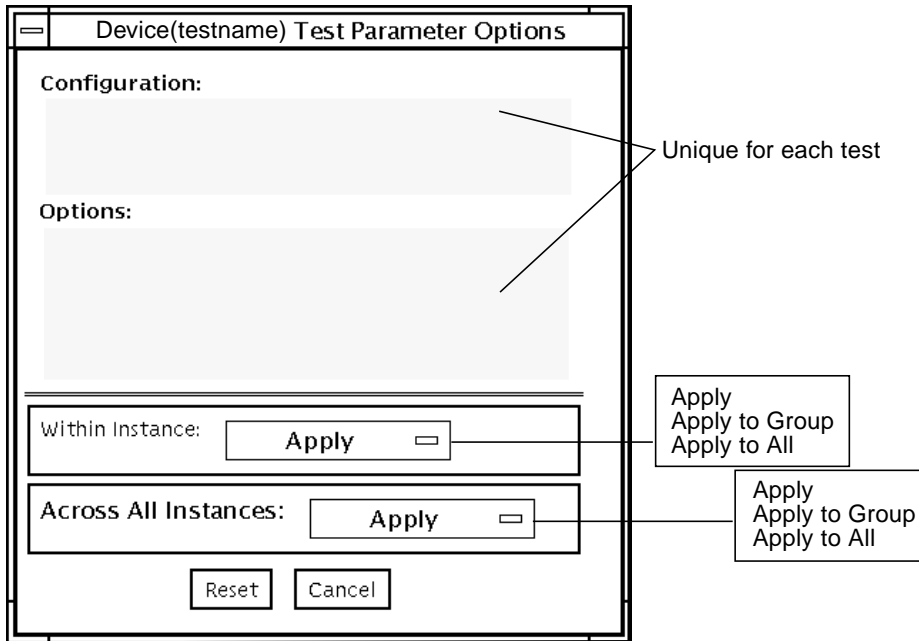 Device(testname) Test Parameter Options
Configuration:
Unique for each test
Options:
Within Instance:
Apply
Apply
Apply to Group
Apply to All
Across All Instances:
Apply
Apply
Apply to Group
Apply to All
Reset
Cancel